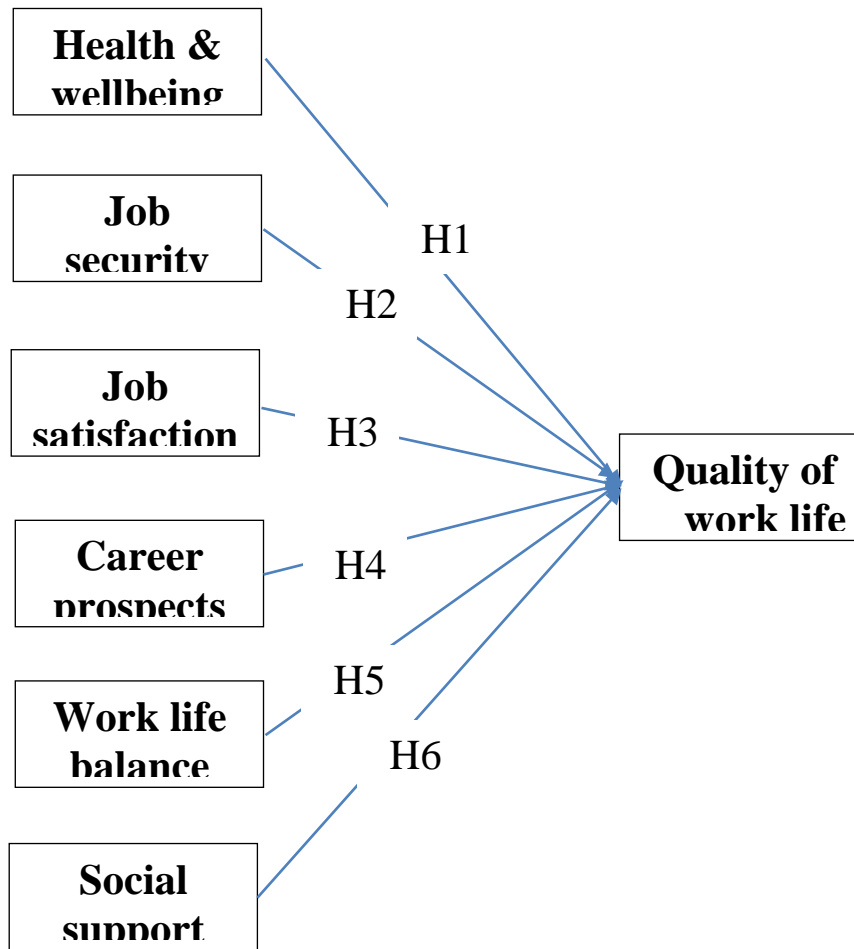 Health &
wellbeing
Job
security
Job
satisfaction
Career
prospects
Work life
balance
Social
support
H1
H2
H3
H4
H5
H6
Quality of
work life